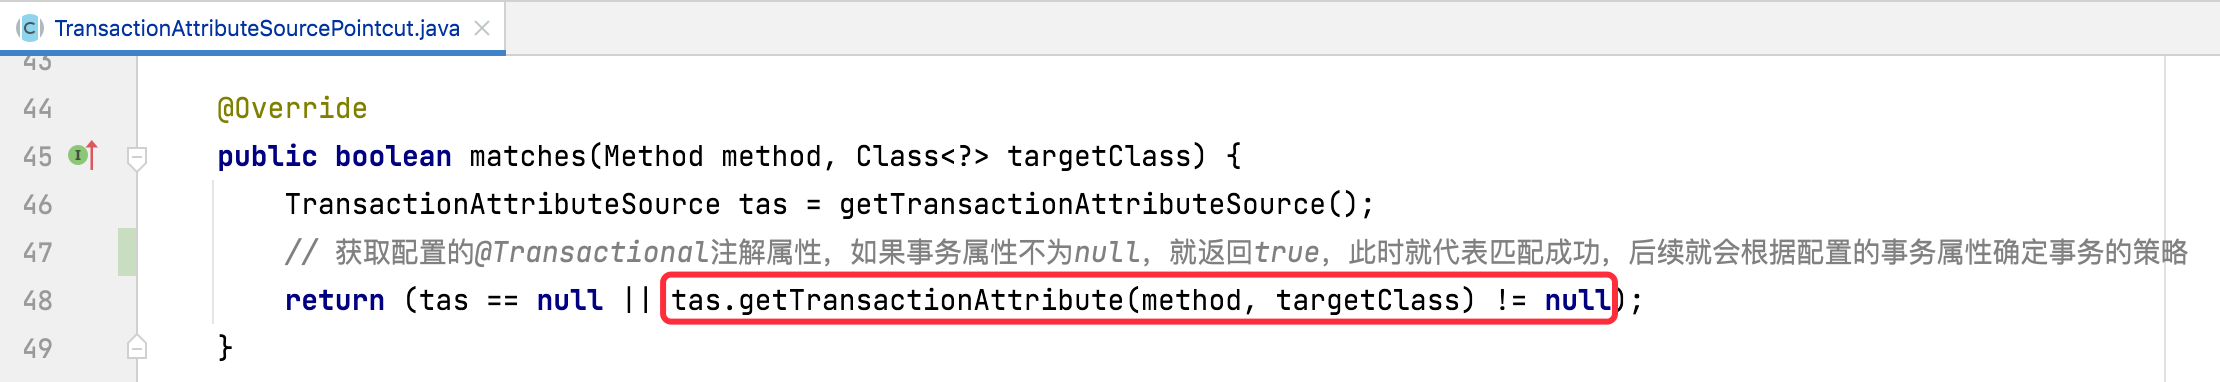 TransactionAttributeSourcePointcut.java
43
44 @Override
45 public boolean matches(Method method, Class<?> targetClass) {
46 TransactionAttributeSource tas = getTransactionAttributeSource();
47 // 获取配置的@Transactional注解属性，如果事务属性不为null，就返回true，此时就代表匹配成功，后续就会根据配置的事务属性确定事务的策略
48 return (tas == null || tas.getTransactionAttribute(method, targetClass) != null);
49 }